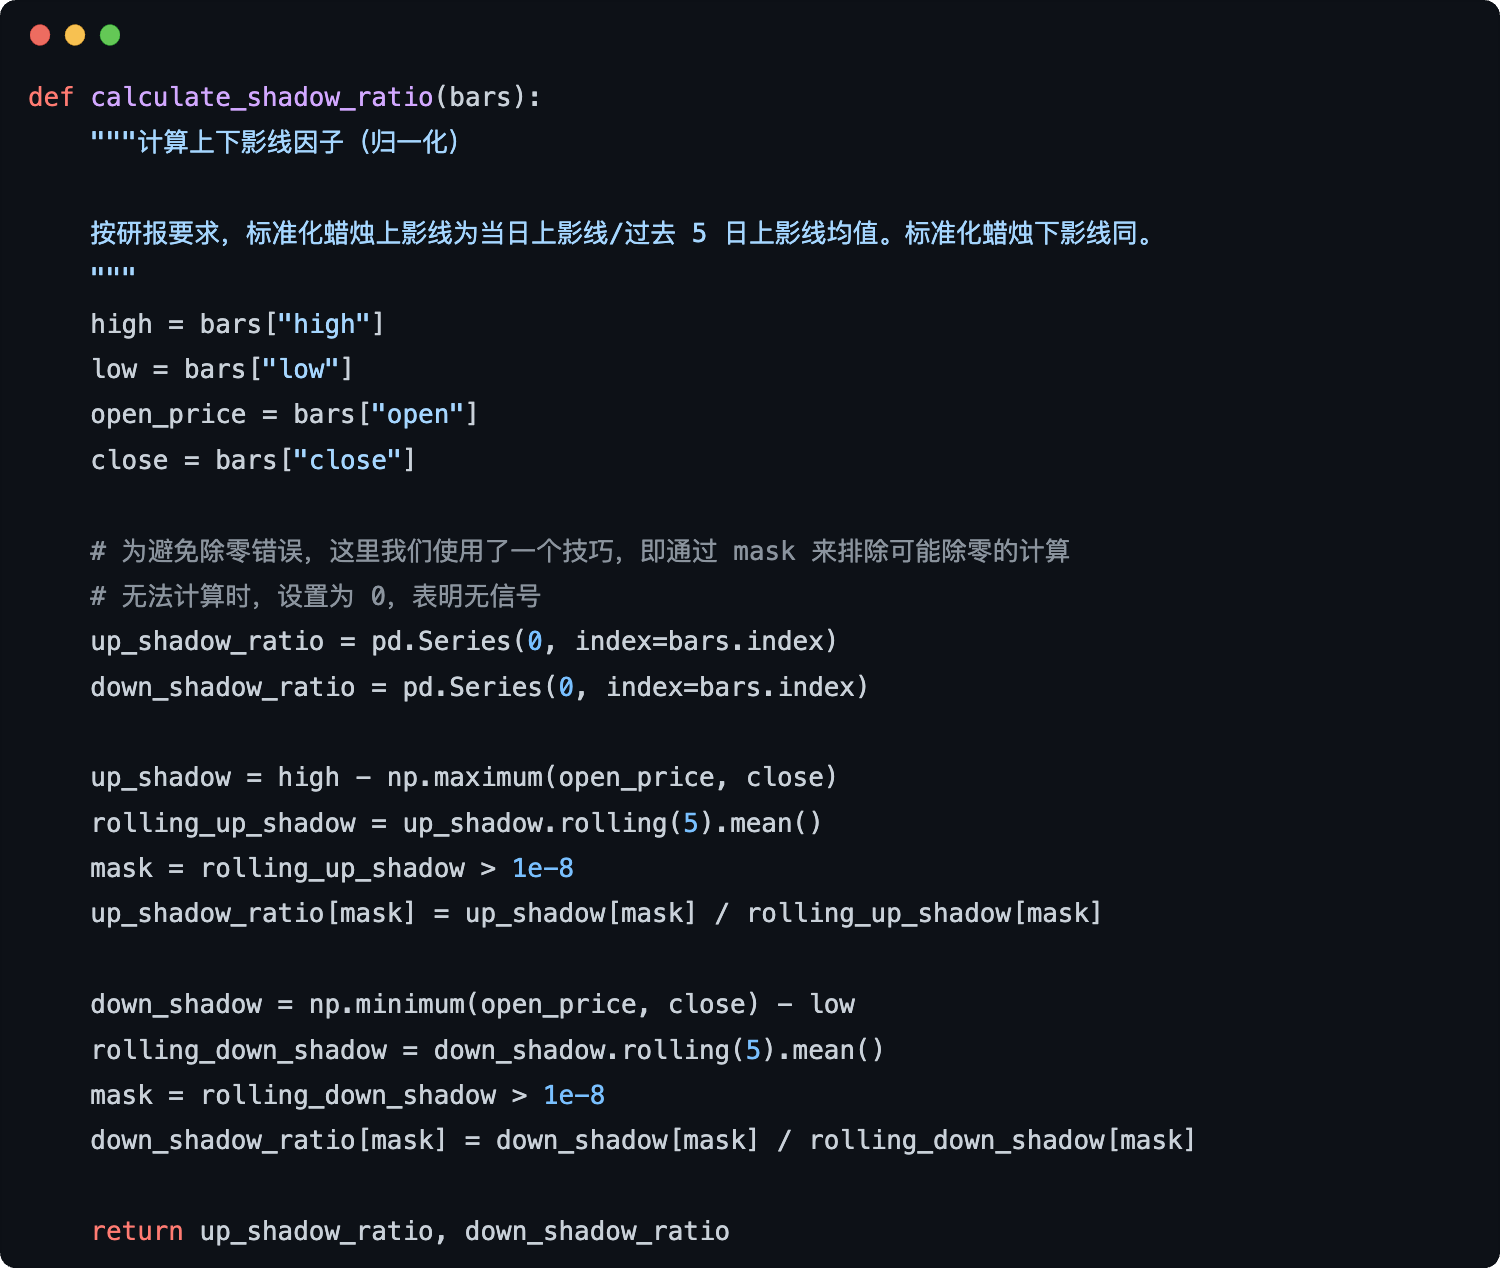 def calculate_shadow_ratio(bars):
    """计算上下影线因子（归一化）

    按研报要求，标准化蜡烛上影线为当日上影线/过去 5 日上影线均值。标准化蜡烛下影线同。
    """
    high = bars["high"]
    low = bars["low"]
    open_price = bars["open"]
    close = bars["close"]

    # 为避免除零错误，这里我们使用了一个技巧，即通过 mask 来排除可能除零的计算
    # 无法计算时，设置为 0，表明无信号
    up_shadow_ratio = pd.Series(0, index=bars.index)
    down_shadow_ratio = pd.Series(0, index=bars.index)

    up_shadow = high - np.maximum(open_price, close)
    rolling_up_shadow = up_shadow.rolling(5).mean()
    mask = rolling_up_shadow > 1e-8
    up_shadow_ratio[mask] = up_shadow[mask] / rolling_up_shadow[mask]

    down_shadow = np.minimum(open_price, close) - low
    rolling_down_shadow = down_shadow.rolling(5).mean()
    mask = rolling_down_shadow > 1e-8
    down_shadow_ratio[mask] = down_shadow[mask] / rolling_down_shadow[mask]

    return up_shadow_ratio, down_shadow_ratio